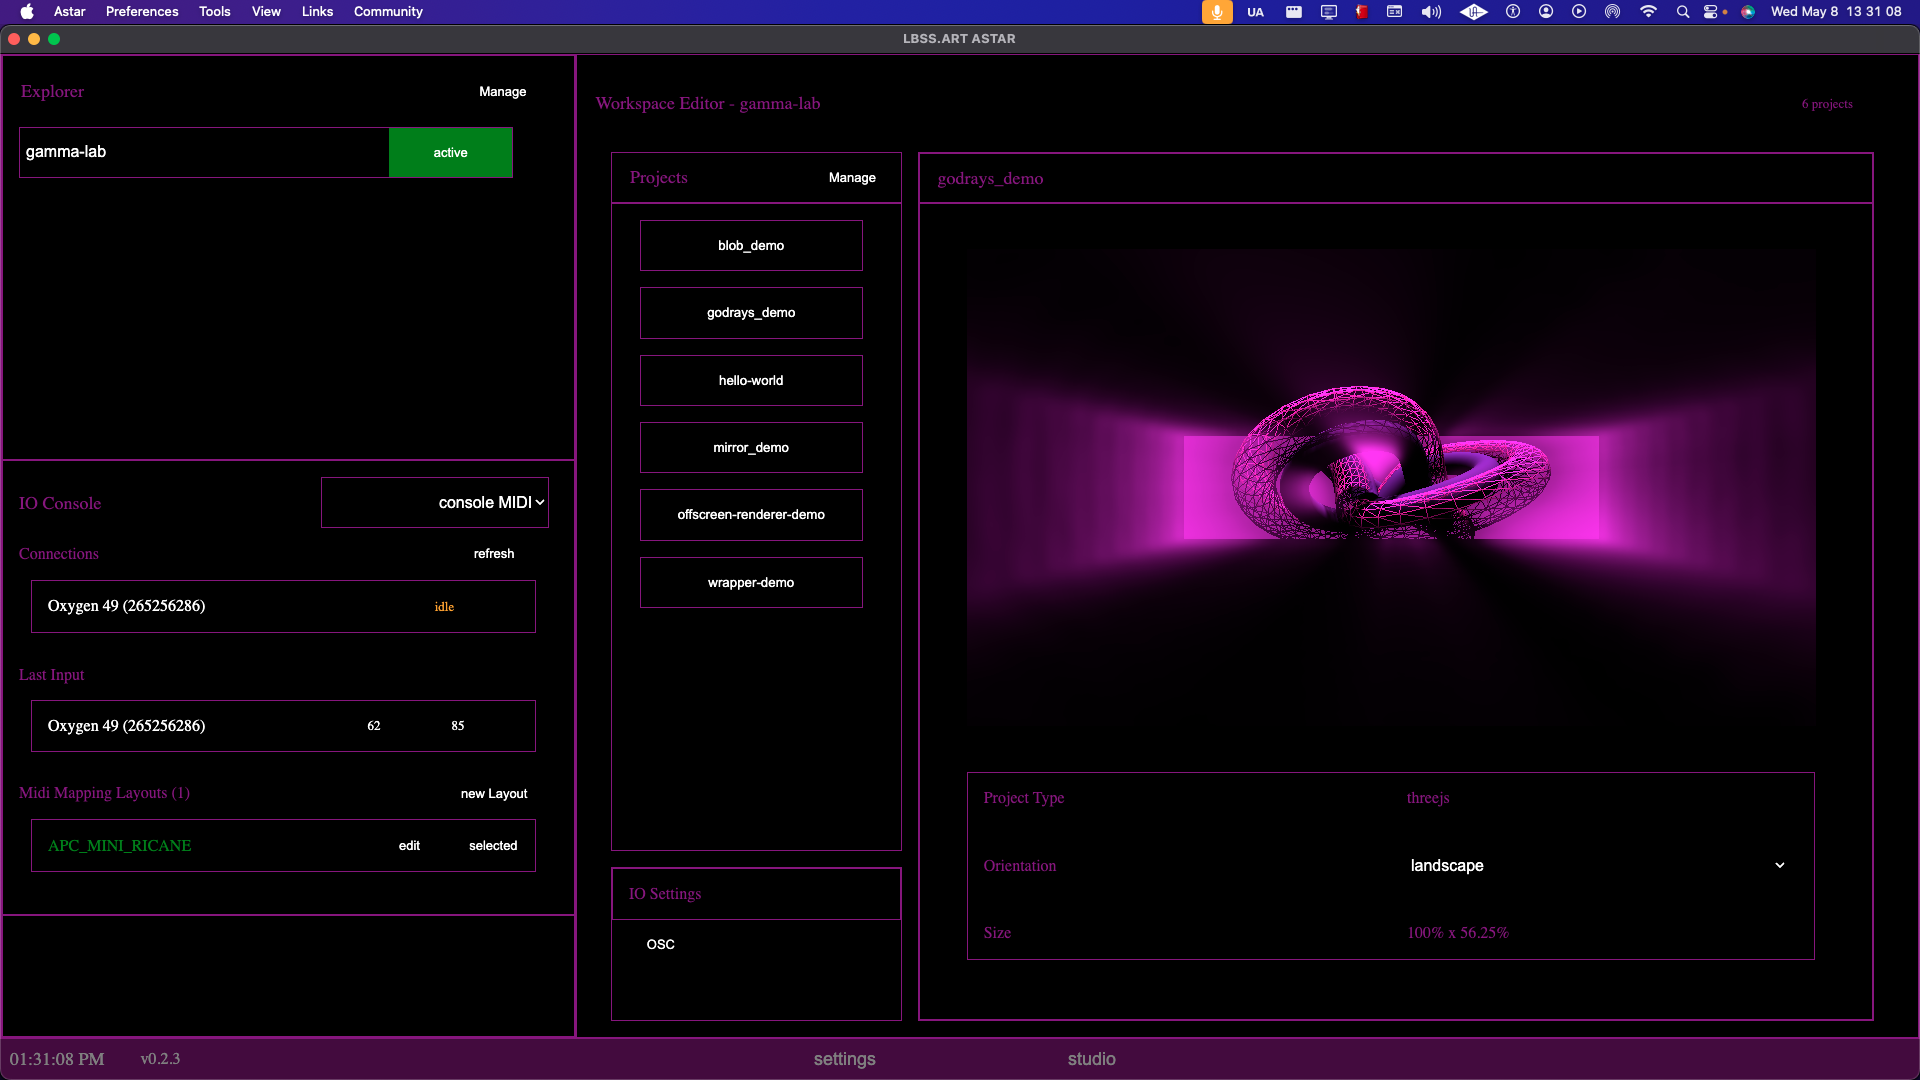 Astar Preferences Tools View Links Community UA Wed May 8 13 31 08
LBSS.ART ASTAR
Explorer Manage
gamma-lab active
IO Console console MIDI
Connections refresh
Oxygen 49 (265256286) idle
Last Input
Oxygen 49 (265256286) 62 85
Midi Mapping Layouts (1) new Layout
APC_MINI_RICANE edit selected
Workspace Editor - gamma-lab 6 projects
Projects Manage
blob_demo
godrays_demo
hello-world
mirror_demo
offscreen-renderer-demo
wrapper-demo
IO Settings
OSC
godrays_demo
Project Type threejs
Orientation landscape
Size 100% x 56.25%
01:31:08 PM v0.2.3 settings studio